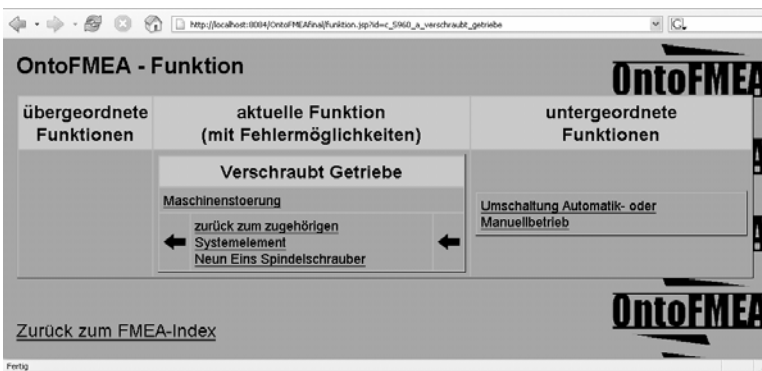 http://localhost:8084/OntoFMEAfinal/funktion.jsp?id=c_5960_a_verschraubt_getriebe
G
OntoFMEA - Funktion
OntoFMEA
übergeordnete
Funktionen
aktuelle Funktion
(mit Fehlermöglichkeiten)
untergeordnete
Funktionen
Verschraubt Getriebe
Maschinenstoerung
zurück zum zugehörigen
Systemelement
Neun Eins Spindelschrauber
Umschaltung Automatik- oder
Manuellbetrieb
OntoFMEA
Zurück zum FMEA-Index
Fertig